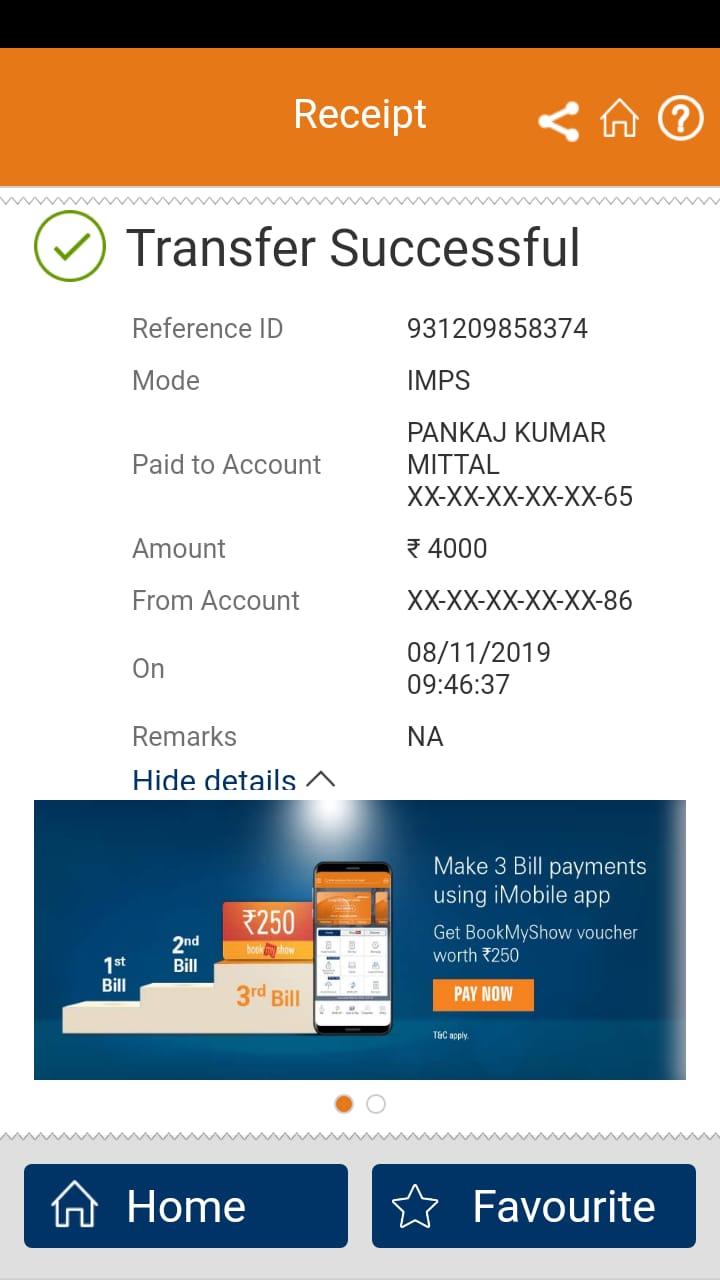 Receipt
Transfer Successful
Reference ID 931209858374
Mode IMPS
Paid to Account PANKAJ KUMAR
MITTAL
XX-XX-XX-XX-XX-65
Amount ₹ 4000
From Account XX-XX-XX-XX-XX-86
On 08/11/2019
09:46:37
Remarks NA
Hide details
Make 3 Bill payments
using iMobile app
Get BookMyShow voucher
worth ₹250
PAY NOW
T&C apply.
1st
Bill
2nd
Bill
₹250
book my show
3rd Bill
Home
Favourite